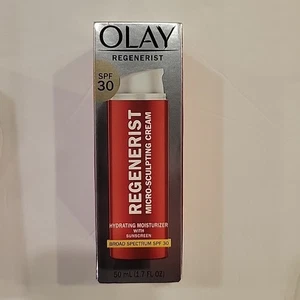 OLAY
REGENERIST
SPF
30
REGENERIST
MICRO-SCULPTING CREAM
HYDRATING MOISTURIZER
WITH
SUNSCREEN
BROAD SPECTRUM SPF 30
50 mL (1.7 FL OZ)